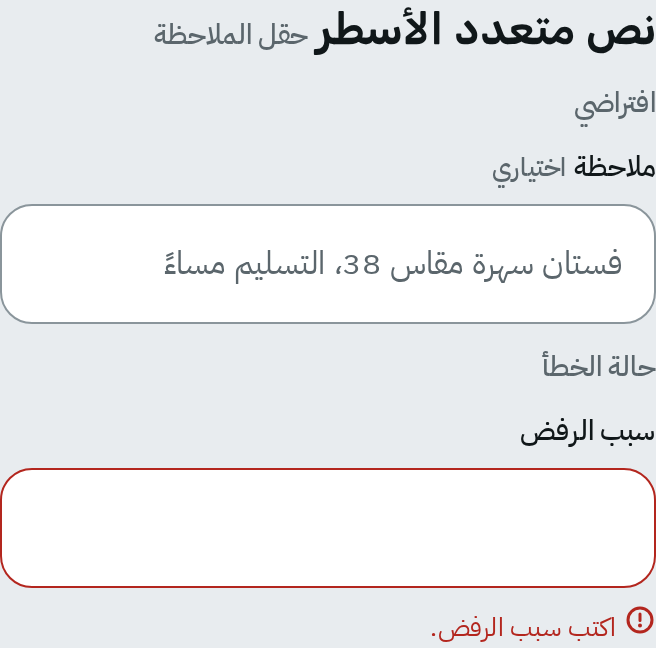 نص متعدد الأسطر حقل الملاحظة
افتراضي
ملاحظة اختياري
فستان سهرة مقاس 38، التسليم مساءً
حالة الخطأ
سبب الرفض
اكتب سبب الرفض.